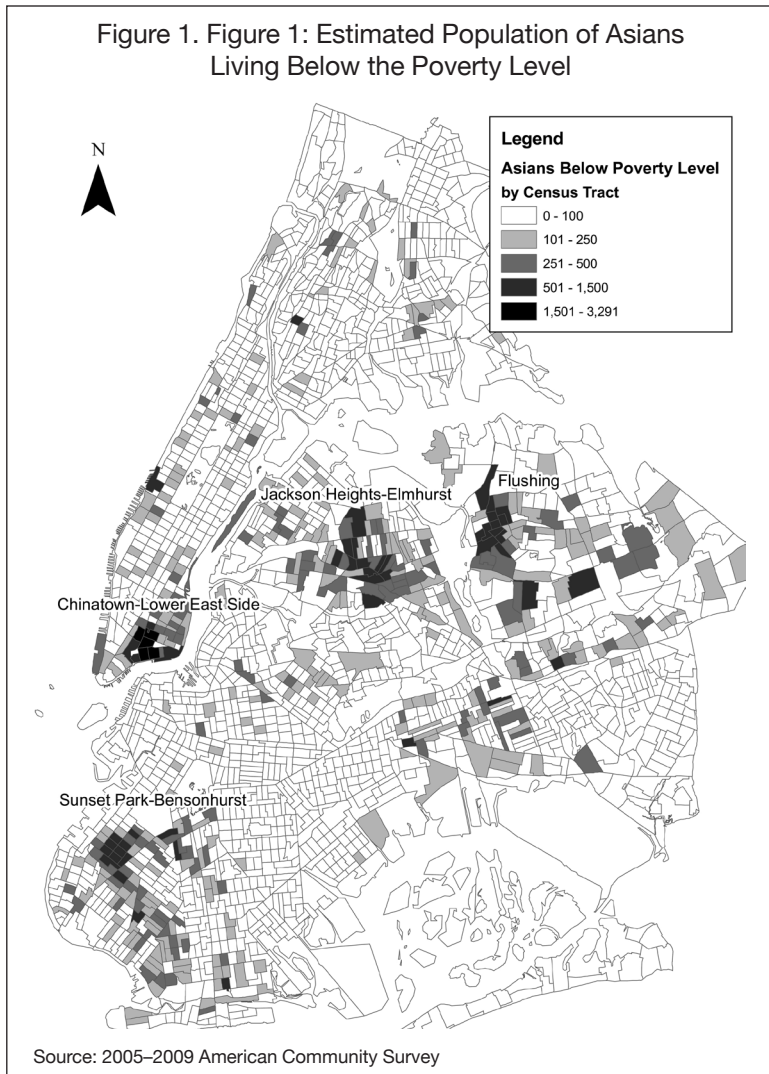 Figure 1. Figure 1: Estimated Population of Asians
Living Below the Poverty Level
N
Legend
Asians Below Poverty Level
by Census Tract
0 - 100
101 - 250
251 - 500
501 - 1,500
1,501 - 3,291
Jackson Heights-Elmhurst
Flushing
Chinatown-Lower East Side
Sunset Park-Bensonhurst
Source: 2005–2009 American Community Survey